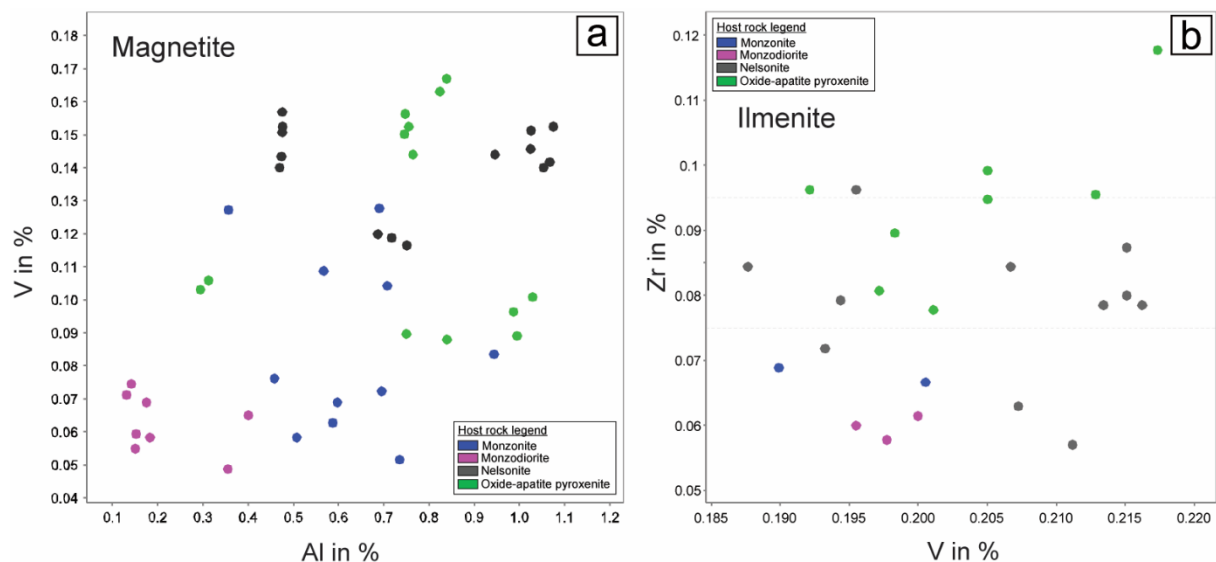 a
Magnetite
V in %
0.18
0.17
0.16
0.15
0.14
0.13
0.12
0.11
0.10
0.09
0.08
0.07
0.06
0.05
0.04
0.1 0.2 0.3 0.4 0.5 0.6 0.7 0.8 0.9 1.0 1.1 1.2
Al in %
Host rock legend
Monzonite
Monzodiorite
Nelsonite
Oxide-apatite pyroxenite
b
Host rock legend
Monzonite
Monzodiorite
Nelsonite
Oxide-apatite pyroxenite
Ilmenite
Zr in %
0.12
0.11
0.1
0.09
0.08
0.07
0.06
0.05
0.185 0.190 0.195 0.200 0.205 0.210 0.215 0.220
V in %